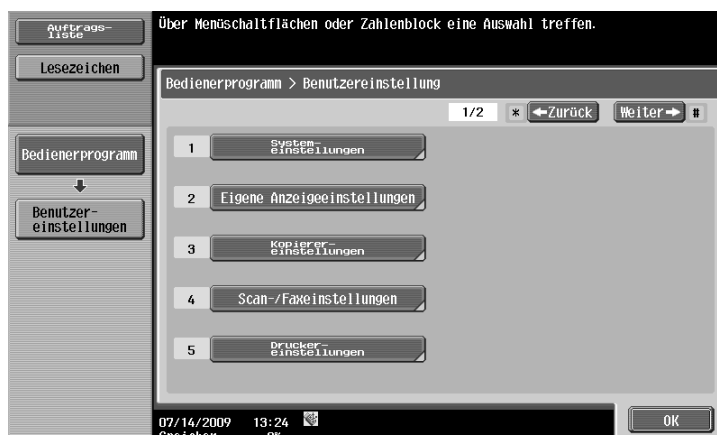 Auftrags-
liste
Lesezeichen
Bedienerprogramm
Benutzer-
einstellungen
Über Menüschaltflächen oder Zahlenblock eine Auswahl treffen.
Bedienerprogramm > Benutzereinstellung
1/2 * ←Zurück Weiter→ #
1 System-
einstellungen
2 Eigene Anzeigeeinstellungen
3 Kopierer-
einstellungen
4 Scan-/Faxeinstellungen
5 Drucker-
einstellungen
07/14/2009 13:24
OK